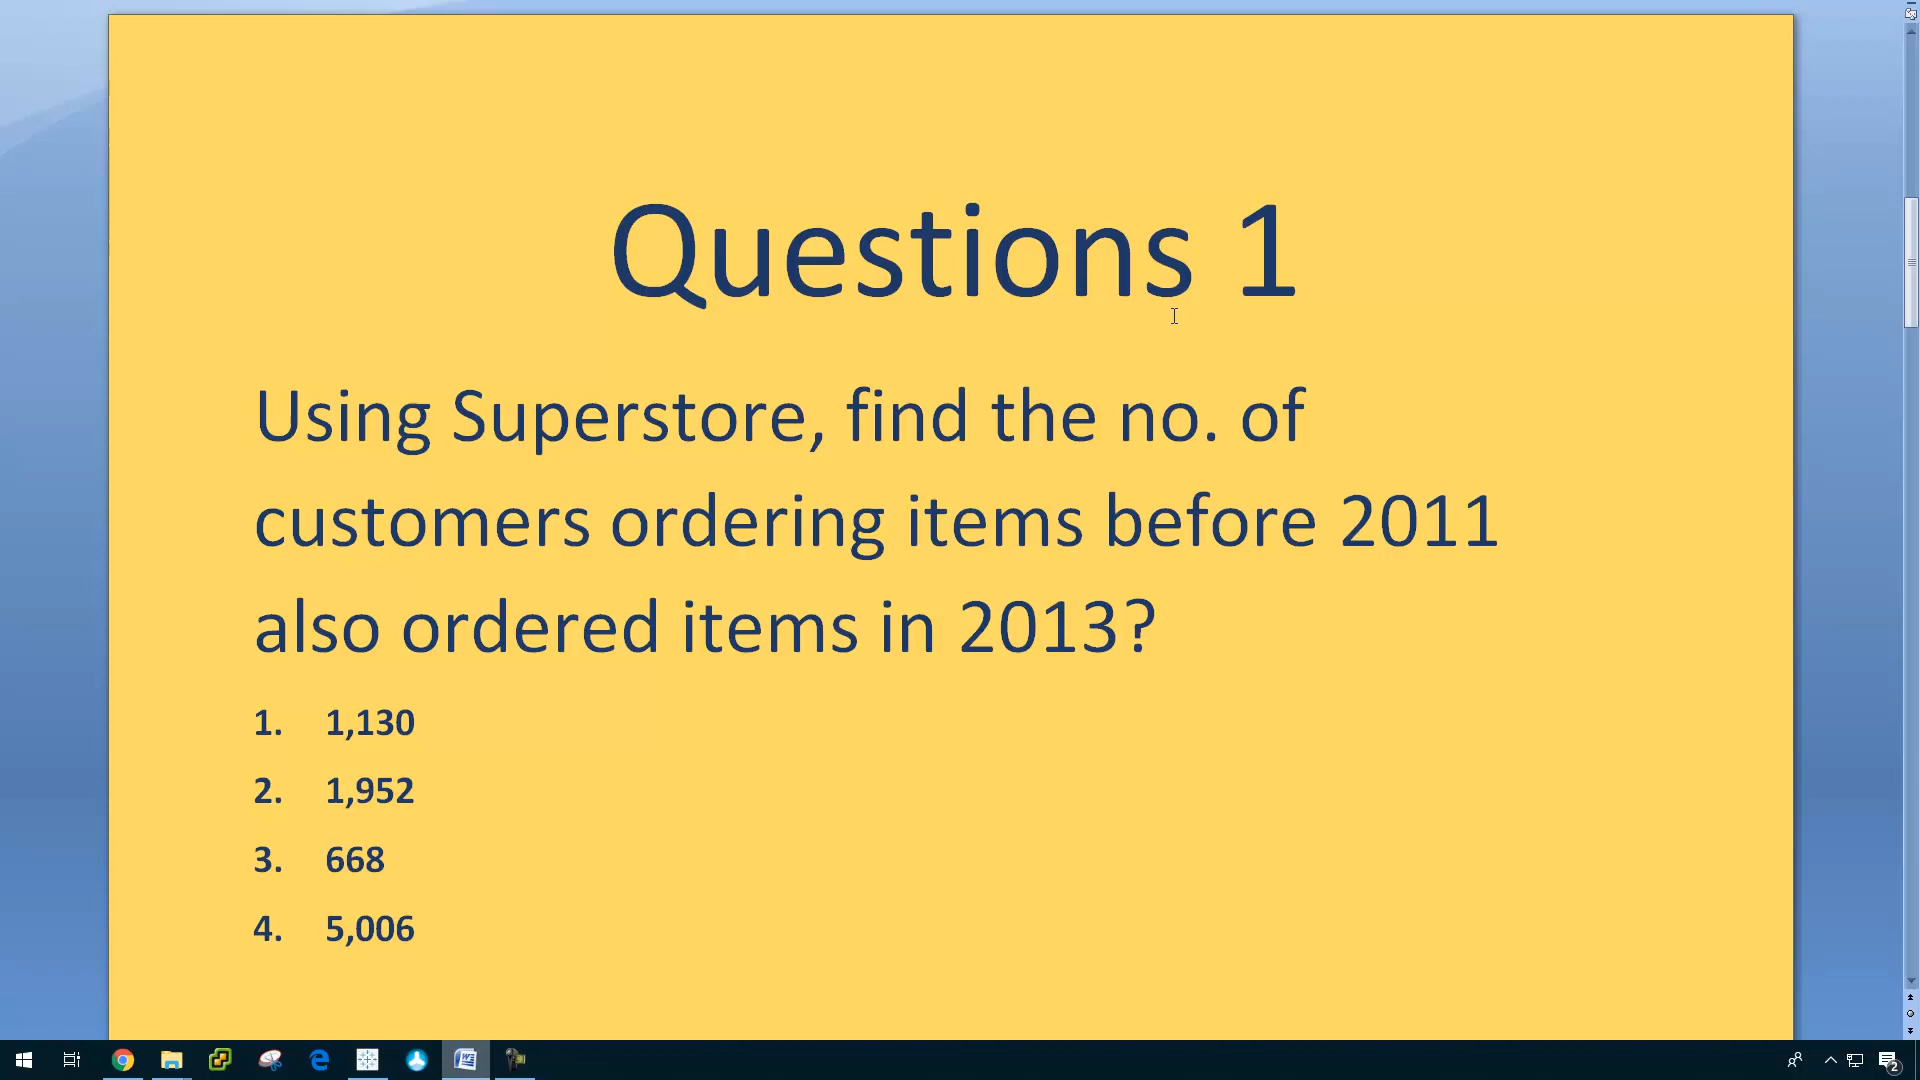 Questions 1
Using Superstore, find the no. of
customers ordering items before 2011
also ordered items in 2013?
1. 1,130
2. 1,952
3. 668
4. 5,006
2